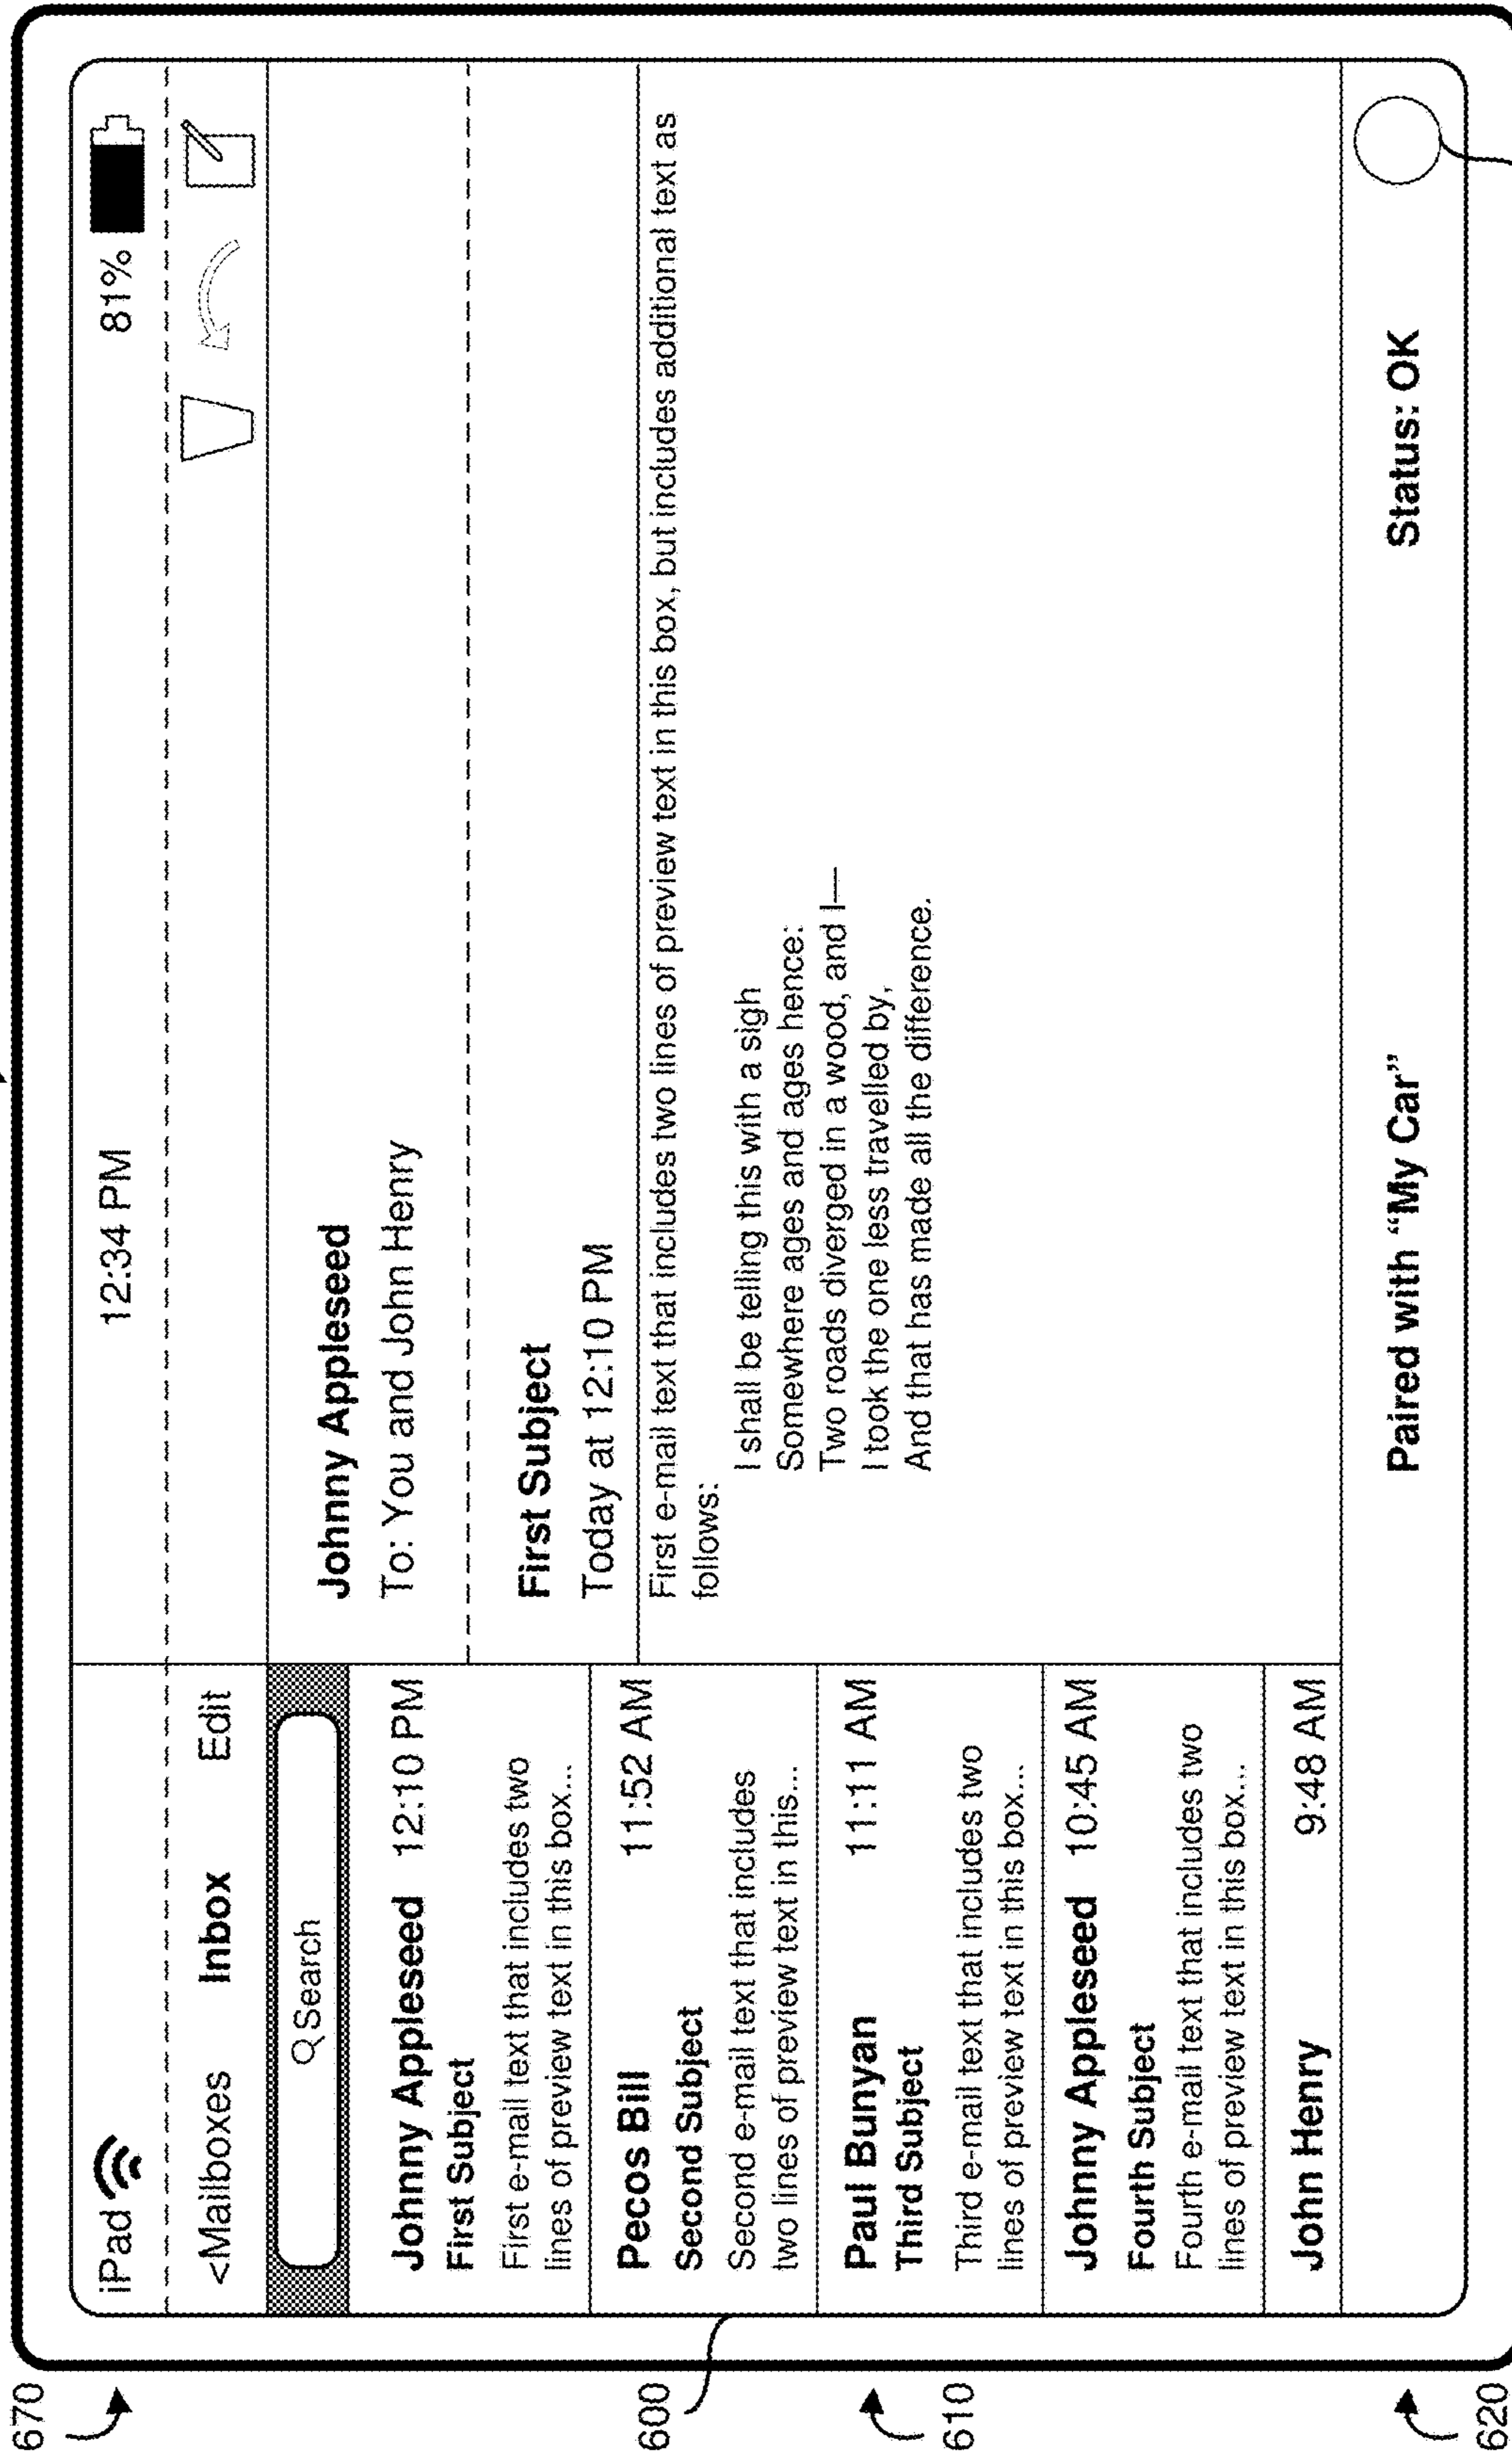 670
iPad
12:34 PM
81%
<Mailboxes
Inbox
Edit
Search
Johnny Appleseed 12:10 PM
First Subject
First e-mail text that includes two
lines of preview text in this box...
Pecos Bill 11:52 AM
Second Subject
Second e-mail text that includes
two lines of preview text in this...
Paul Bunyan 11:11 AM
Third Subject
Third e-mail text that includes two
lines of preview text in this box...
Johnny Appleseed 10:45 AM
Fourth Subject
Fourth e-mail text that includes two
lines of preview text in this box...
John Henry 9:48 AM
Johnny Appleseed
To: You and John Henry
First Subject
Today at 12:10 PM
First e-mail text that includes two lines of preview text in this box, but includes additional text as
follows:
I shall be telling this with a sigh
Somewhere ages and ages hence:
Two roads diverged in a wood, and I—
I took the one less travelled by,
And that has made all the difference.
Paired with “My Car”
Status: OK
600
610
620